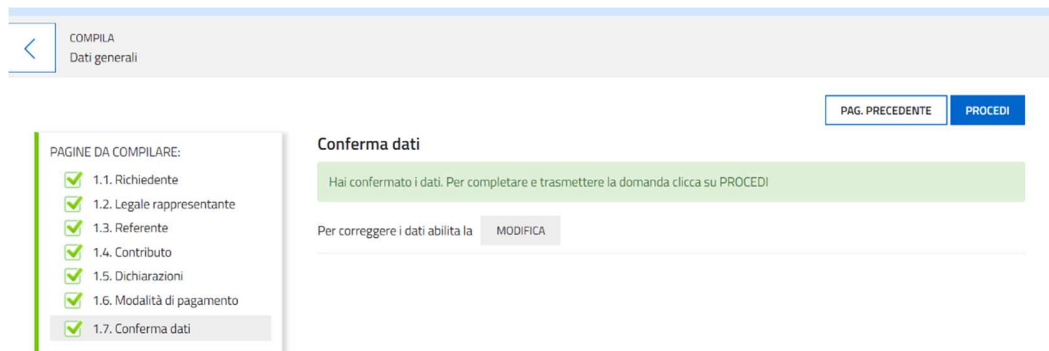 COMPILA
Dati generali
PAG. PRECEDENTE
PROCEDI
PAGINE DA COMPILARE:
1.1. Richiedente
1.2. Legale rappresentante
1.3. Referente
1.4. Contributo
1.5. Dichiarazioni
1.6. Modalità di pagamento
1.7. Conferma dati
Conferma dati
Hai confermato i dati. Per completare e trasmettere la domanda clicca su PROCEDI
Per correggere i dati abilita la MODIFICA